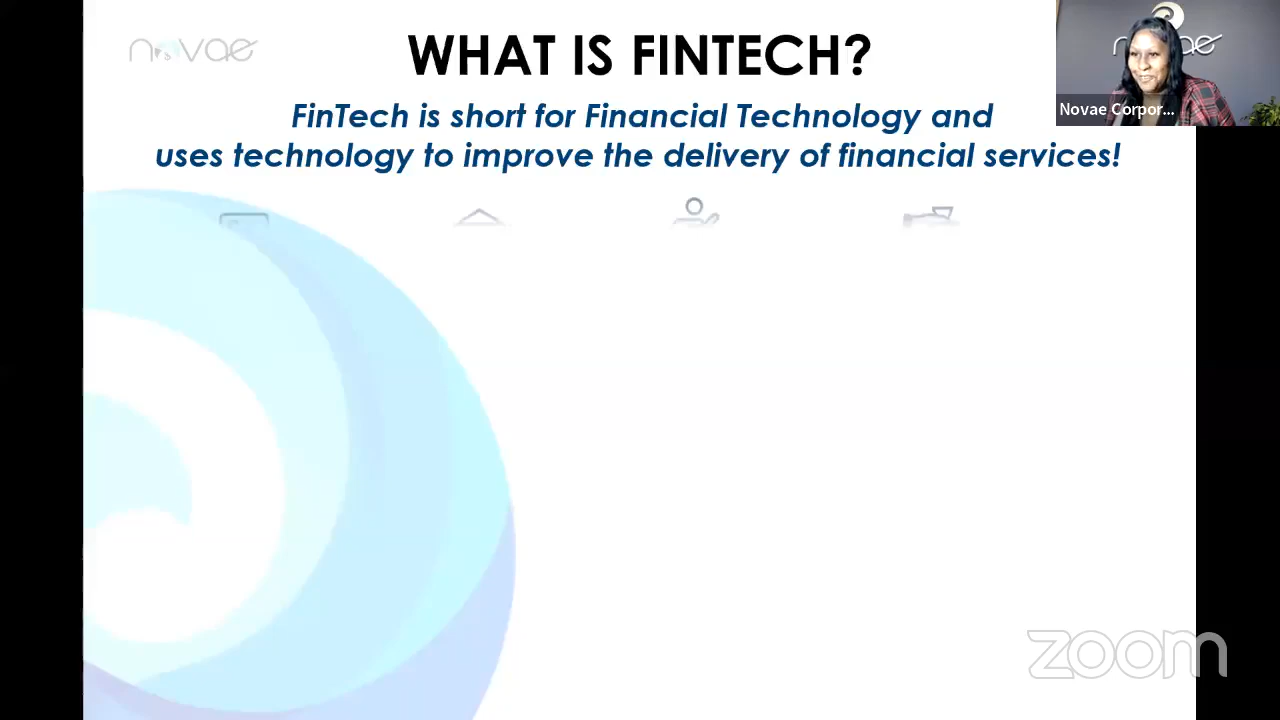 novae
WHAT IS FINTECH?
FinTech is short for Financial Technology and
uses technology to improve the delivery of financial services!
novae
Novae Corpor...
zoom